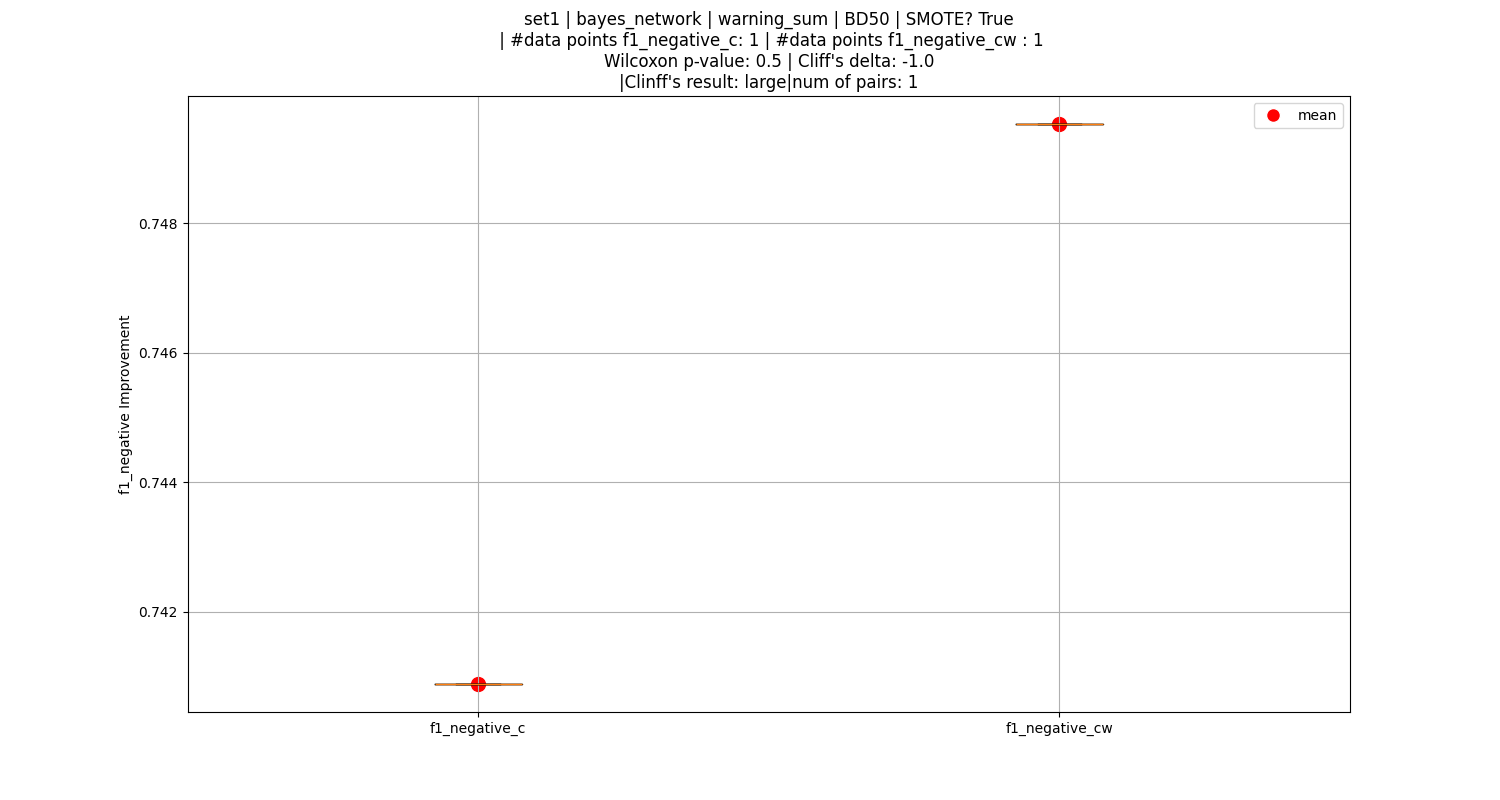 set1 | bayes_network | warning_sum | BD50 | SMOTE? True
| #data points f1_negative_c: 1 | #data points f1_negative_cw : 1
Wilcoxon p-value: 0.5 | Cliff's delta: -1.0
|Clinff's result: large|num of pairs: 1
mean
0.748
0.746
0.744
0.742
f1_negative Improvement
f1_negative_c
f1_negative_cw